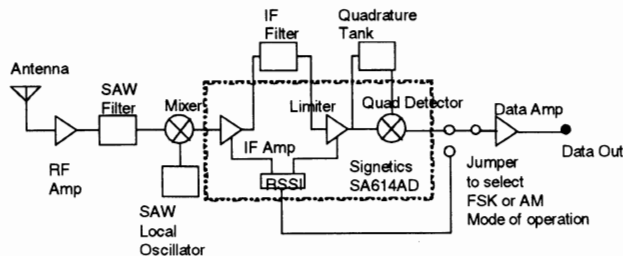 IF
Filter
Quadrature
Tank
Antenna
SAW
Filter
Mixer
Limiter
Quad Detector
Data Amp
IF Amp
RF
Amp
RSSI
Signetics
SA614AD
Data Out
Jumper
to select
FSK or AM
Mode of operation
SAW
Local
Oscillator